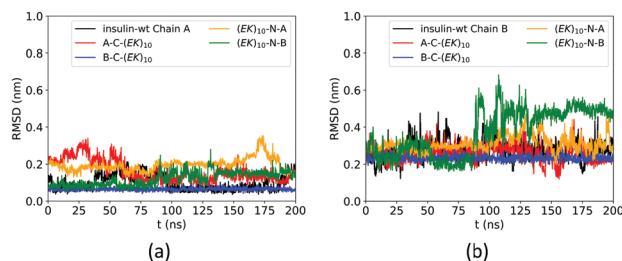 1.0
0.8
0.6
0.4
0.2
0.0
RMSD (nm)
insulin-wt Chain A
A-C-(EK)10
B-C-(EK)10
(EK)10-N-A
(EK)10-N-B
0 25 50 75 100 125 150 175 200
t (ns)
(a)
1.0
0.8
0.6
0.4
0.2
0.0
RMSD (nm)
insulin-wt Chain B
A-C-(EK)10
B-C-(EK)10
(EK)10-N-A
(EK)10-N-B
0 25 50 75 100 125 150 175 200
t (ns)
(b)